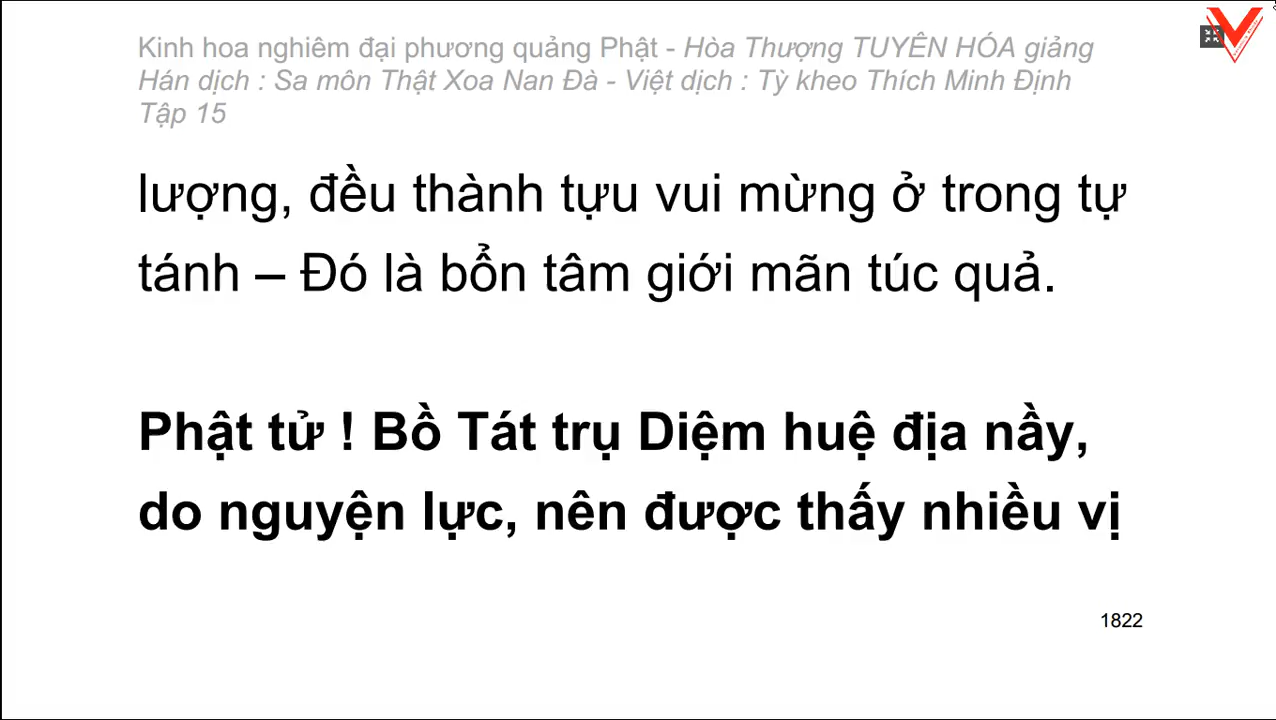 Kinh hoa nghiêm đại phương quảng Phật - Hòa Thượng TUYÊN HÓA giảng
Hán dịch : Sa môn Thật Xoa Nan Đà - Việt dịch : Tỳ kheo Thích Minh Định
Tập 15
lượng, đều thành tựu vui mừng ở trong tự
tánh – Đó là bổn tâm giới mãn túc quả.
Phật tử ! Bồ Tát trụ Diệm huệ địa nầy,
do nguyện lực, nên được thấy nhiều vị
1822